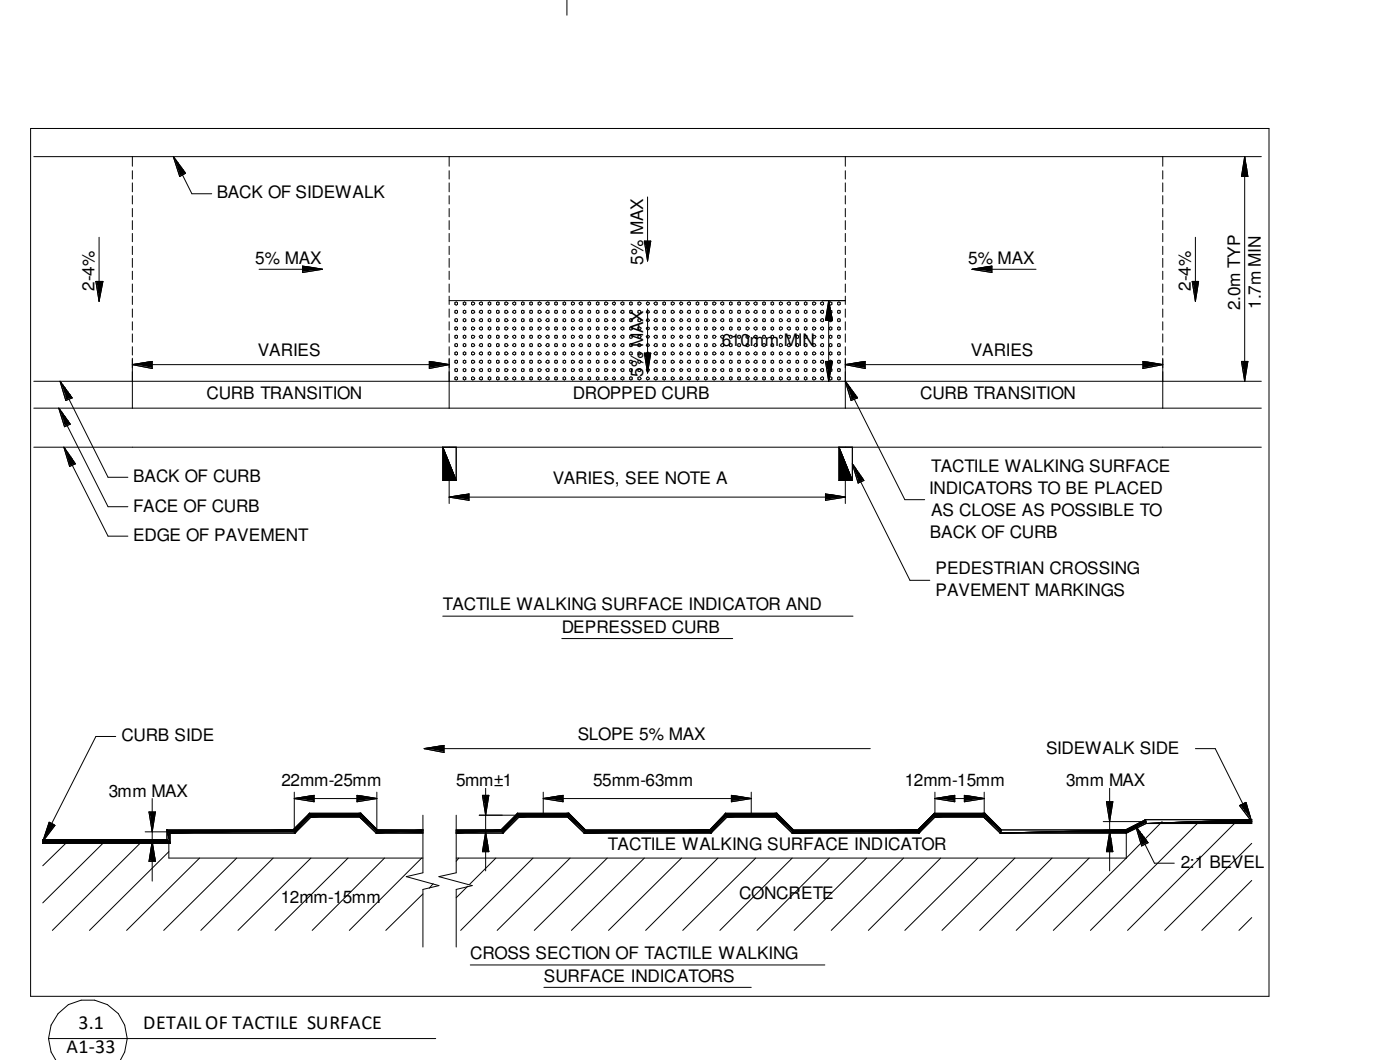 BACK OF SIDEWALK
2-4%
5% MAX
5% MAX
5% MAX
2-4%
2.0m TYP
1.7m MIN
5% MAX
610mm MIN
VARIES
VARIES
CURB TRANSITION
DROPPED CURB
CURB TRANSITION
BACK OF CURB
FACE OF CURB
EDGE OF PAVEMENT
VARIES, SEE NOTE A
TACTILE WALKING SURFACE
INDICATORS TO BE PLACED
AS CLOSE AS POSSIBLE TO
BACK OF CURB
PEDESTRIAN CROSSING
PAVEMENT MARKINGS
TACTILE WALKING SURFACE INDICATOR AND
DEPRESSED CURB
CURB SIDE
SLOPE 5% MAX
SIDEWALK SIDE
3mm MAX
22mm-25mm
5mm±1
55mm-63mm
12mm-15mm
3mm MAX
TACTILE WALKING SURFACE INDICATOR
2:1 BEVEL
12mm-15mm
CONCRETE
CROSS SECTION OF TACTILE WALKING
SURFACE INDICATORS
3.1
DETAIL OF TACTILE SURFACE
A1-33